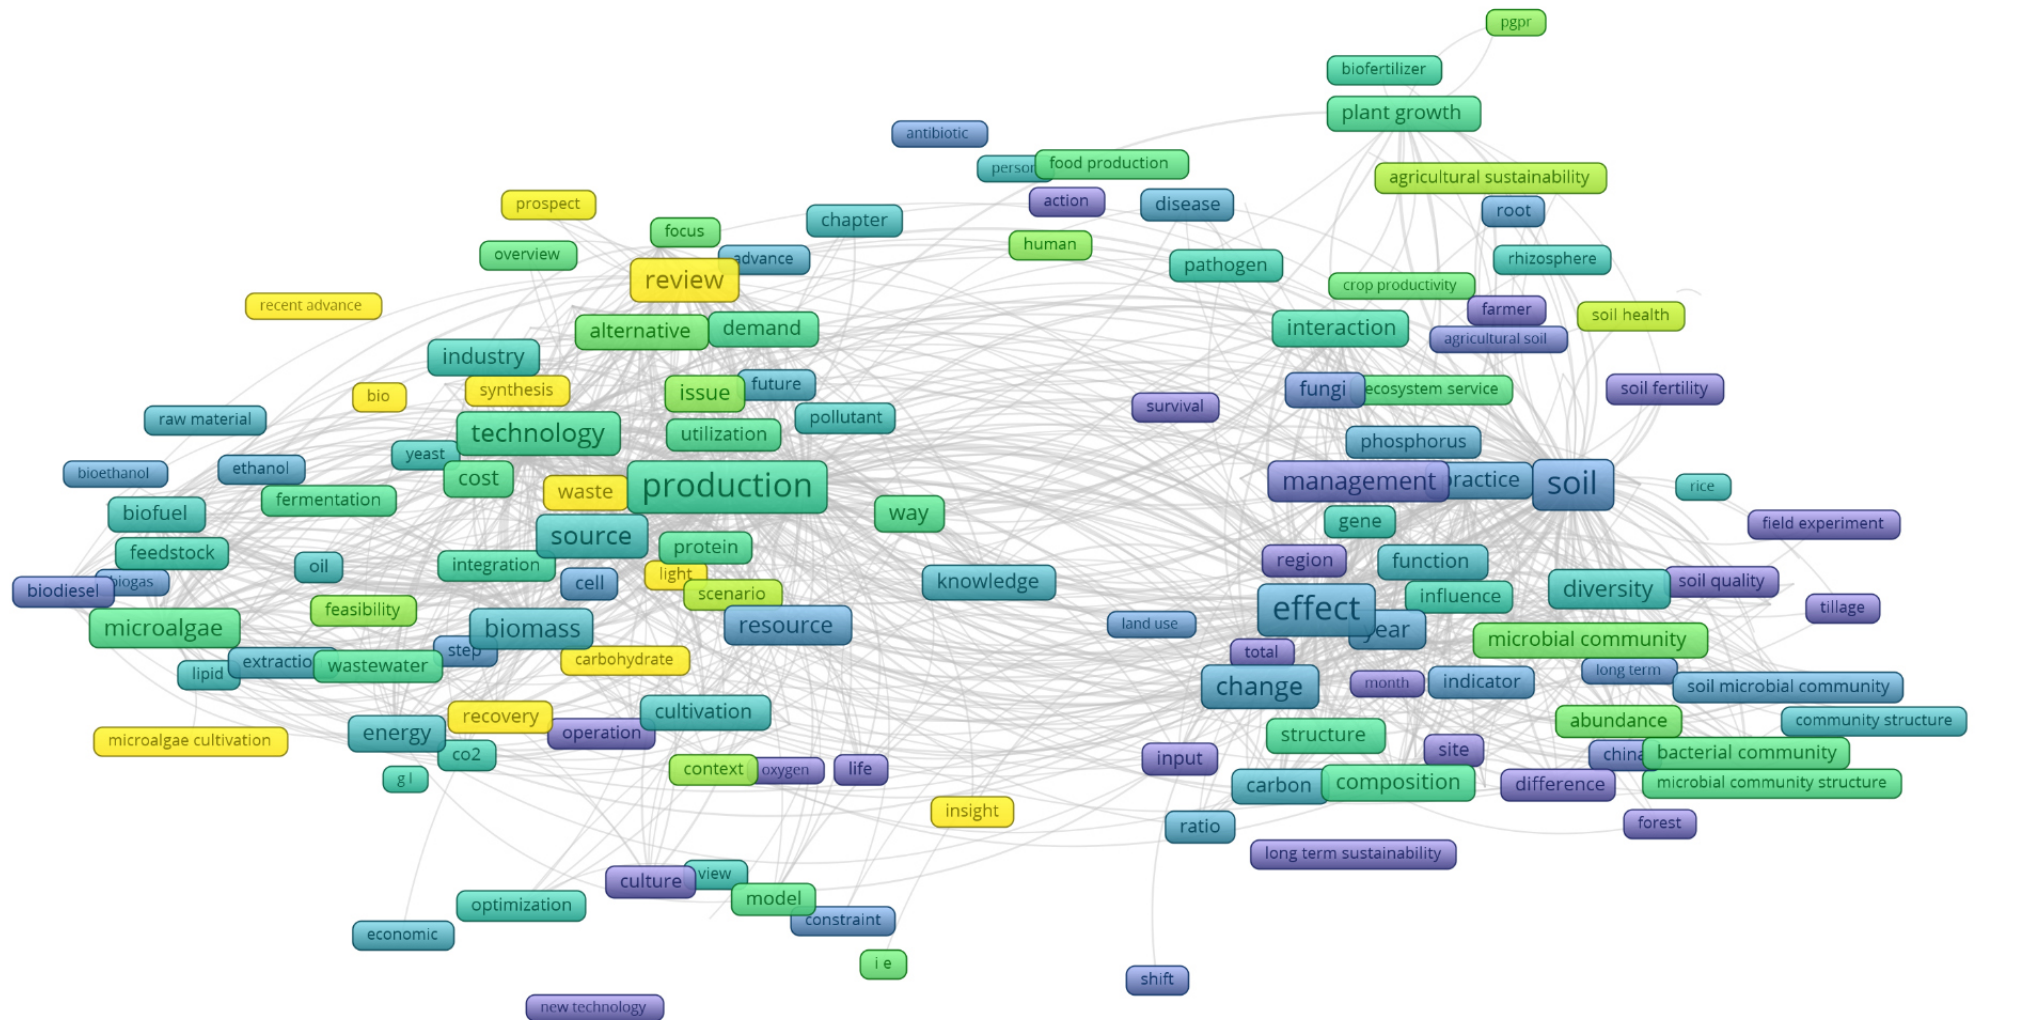 pgpr
biofertilizer
plant growth
antibiotic
person
food production
agricultural sustainability
action
disease
root
prospect
focus
chapter
human
overview
advance
pathogen
rhizosphere
review
crop productivity
recent advance
farmer
soil health
alternative
demand
interaction
agricultural soil
industry
synthesis
issue
future
fungi
ecosystem service
soil fertility
bio
survival
raw material
pollutant
technology
utilization
phosphorus
yeast
bioethanol
ethanol
cost
waste
production
management
practice
soil
rice
fermentation
biofuel
way
gene
field experiment
source
feedstock
protein
integration
oil
region
function
light
knowledge
biogas
biodiesel
cell
scenario
diversity
soil quality
feasibility
effect
influence
tillage
microalgae
biomass
resource
land use
year
microbial community
step
total
extraction
wastewater
carbohydrate
lipid
change
month
indicator
long term
soil microbial community
recovery
cultivation
abundance
community structure
energy
operation
structure
microalgae cultivation
co2
site
china
bacterial community
context
oxygen
life
input
g l
carbon
composition
difference
microbial community structure
insight
ratio
forest
long term sustainability
culture
view
model
optimization
constraint
economic
i e
shift
new technology